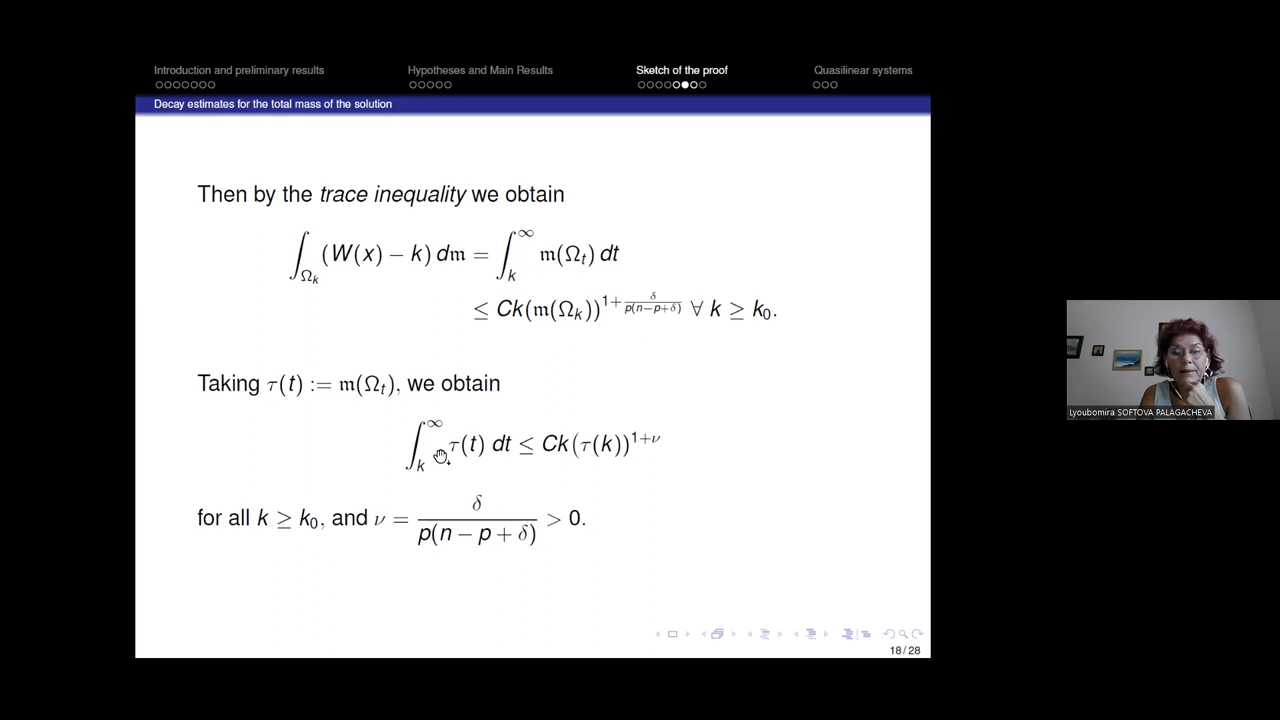 Introduction and preliminary results Hypotheses and Main Results Sketch of the proof Quasilinear systems
Decay estimates for the total mass of the solution
Then by the trace inequality we obtain
∫_{Ω_k} (W(x) − k) d𝔪 = ∫_k^∞ 𝔪(Ω_t) dt
≤ Ck(𝔪(Ω_k))^{1+δ/(p(n−p+δ))} ∀ k ≥ k_0.
Taking τ(t) := 𝔪(Ω_t), we obtain
∫_k^∞ τ(t) dt ≤ Ck(τ(k))^{1+ν}
for all k ≥ k_0, and ν = δ/(p(n − p + δ)) > 0.
18 / 28
Lyoubomira SOFTOVA PALAGACHEVA